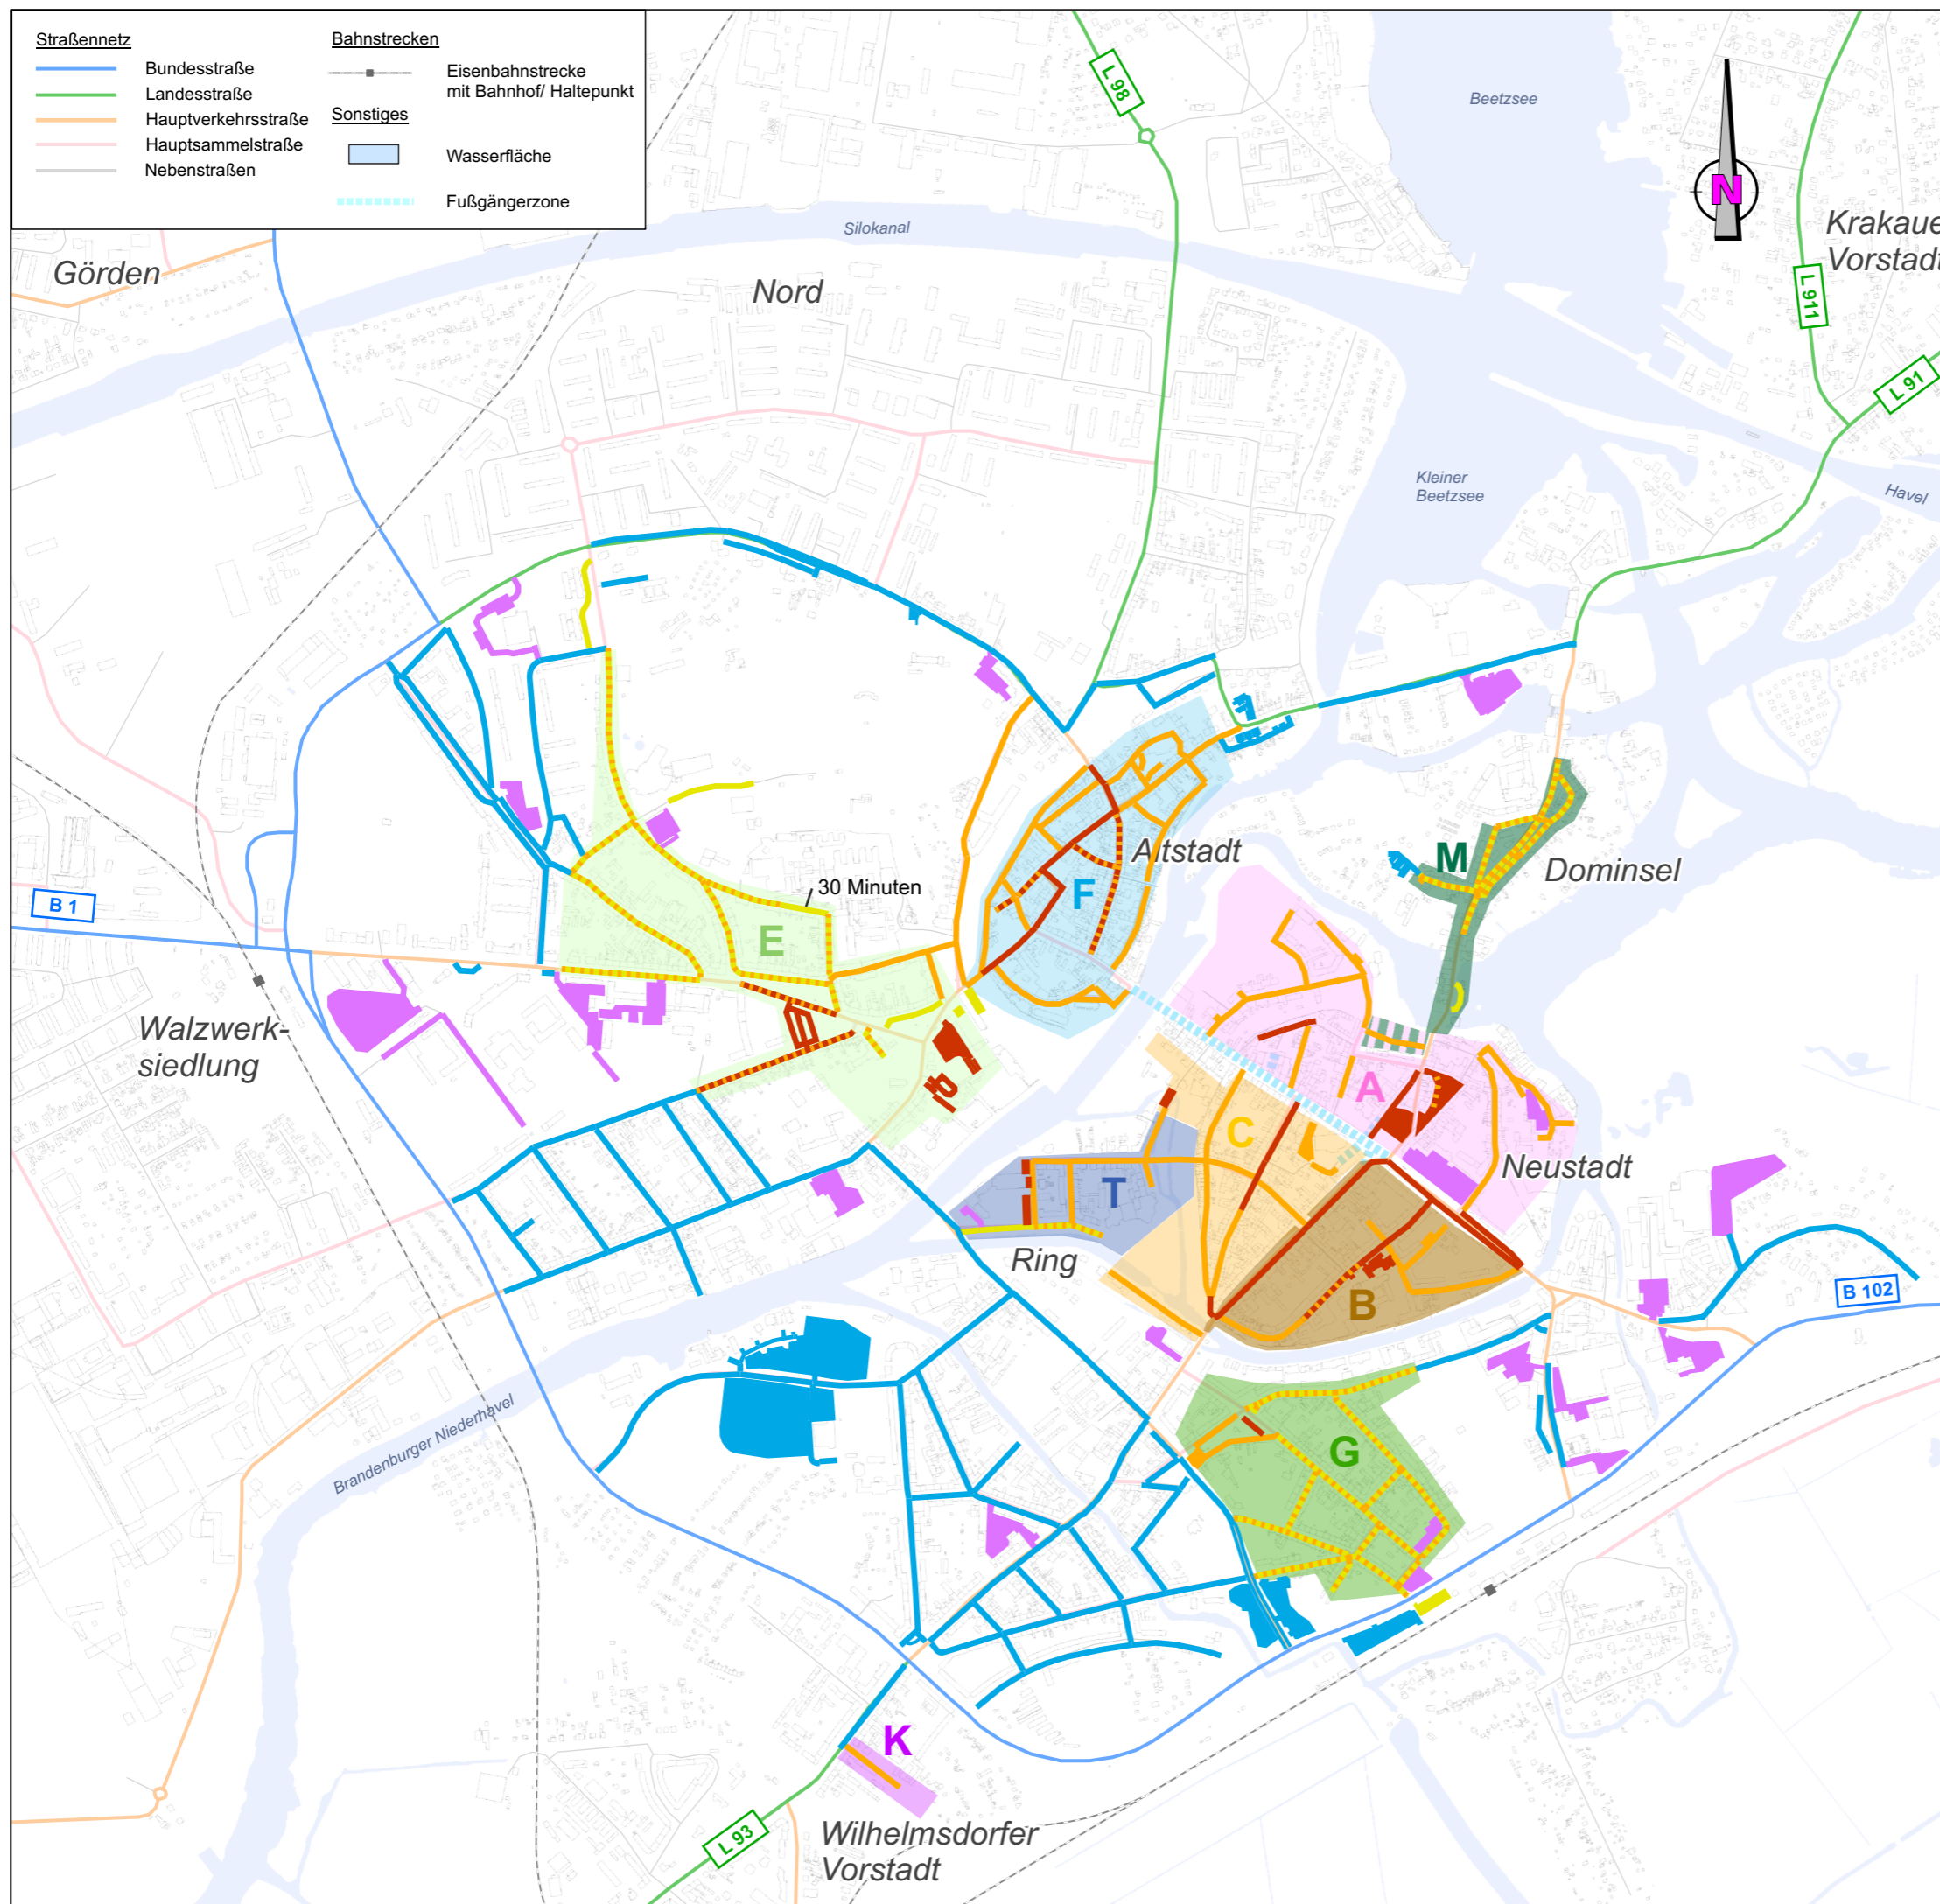 Straßennetz
Bundesstraße
Landesstraße
Hauptverkehrsstraße
Hauptsammelstraße
Nebenstraßen
Bahnstrecken
Eisenbahnstrecke
mit Bahnhof/ Haltepunkt
Sonstiges
Wasserfläche
Fußgängerzone
L 98
Beetzsee
N
Krakaue
Vorstadt
L 911
L 91
Silokanal
Görden
Nord
Kleiner
Beetzsee
Havel
Altstadt
M
Dominsel
30 Minuten
F
E
B 1
Walzwerk-
siedlung
A
C
Neustadt
T
Ring
B
B 102
Brandenburger Niederhavel
G
K
L 93
Wilhelmsdorfer
Vorstadt